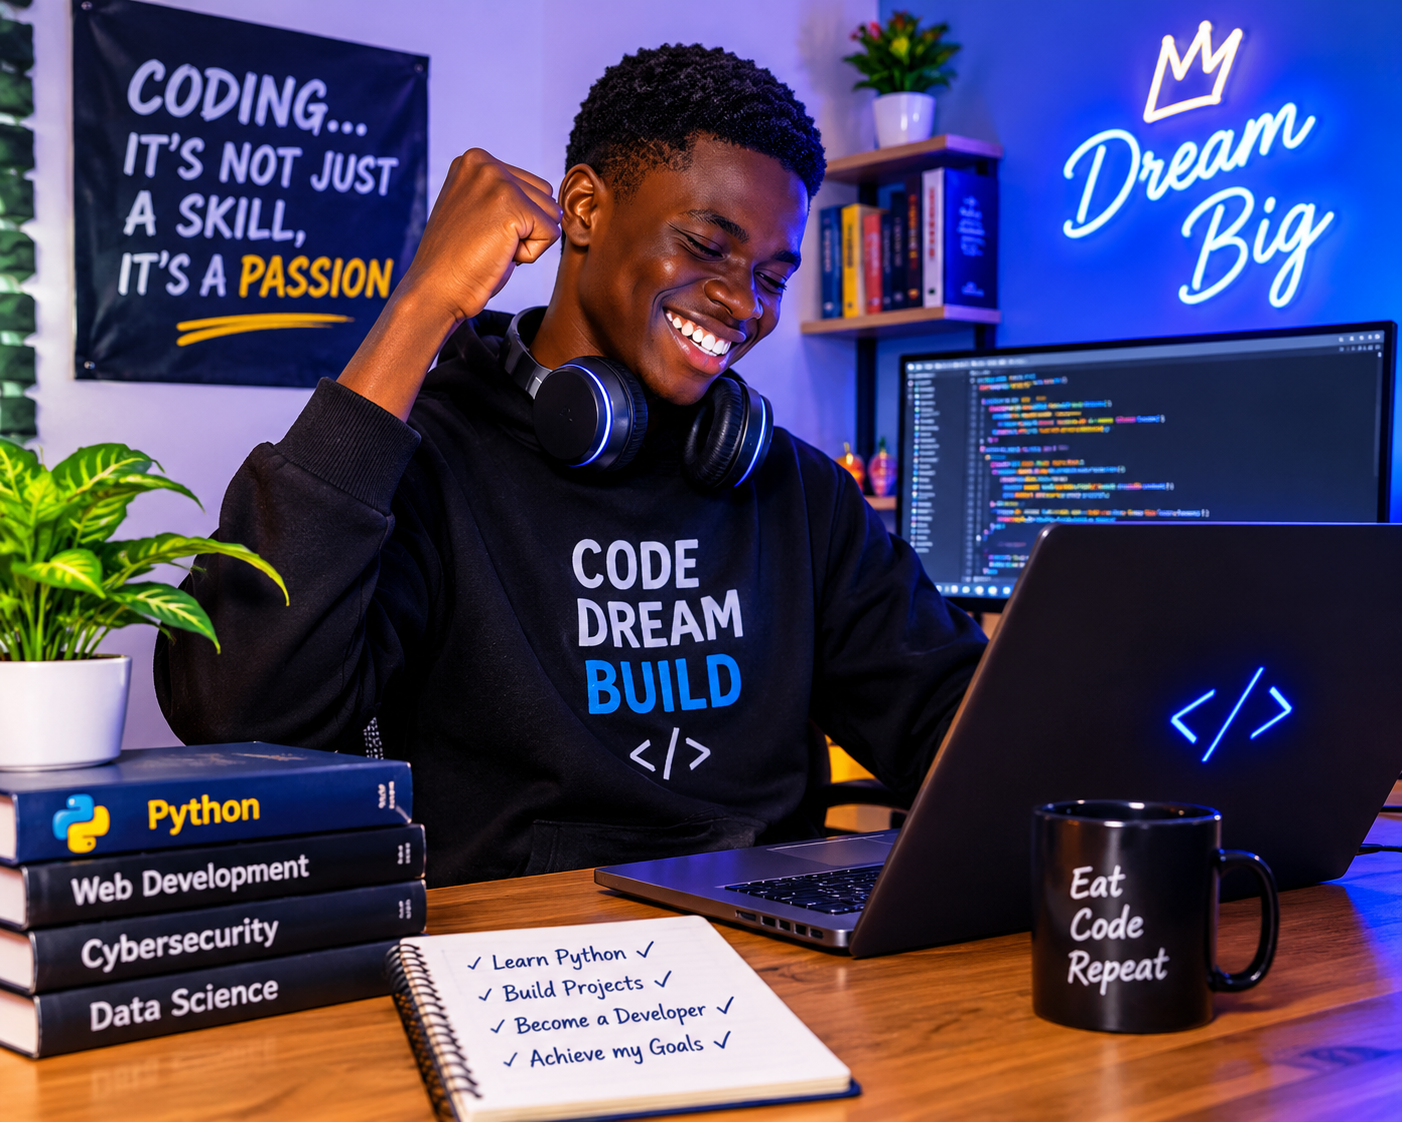 CODING...
IT'S NOT JUST
A SKILL,
IT'S A PASSION
Dream
Big
CODE
DREAM
BUILD
</>
</>
Python
Web Development
Cybersecurity
Data Science
✓ Learn Python ✓
✓ Build Projects ✓
✓ Become a Developer ✓
✓ Achieve my Goals ✓
Eat
Code
Repeat